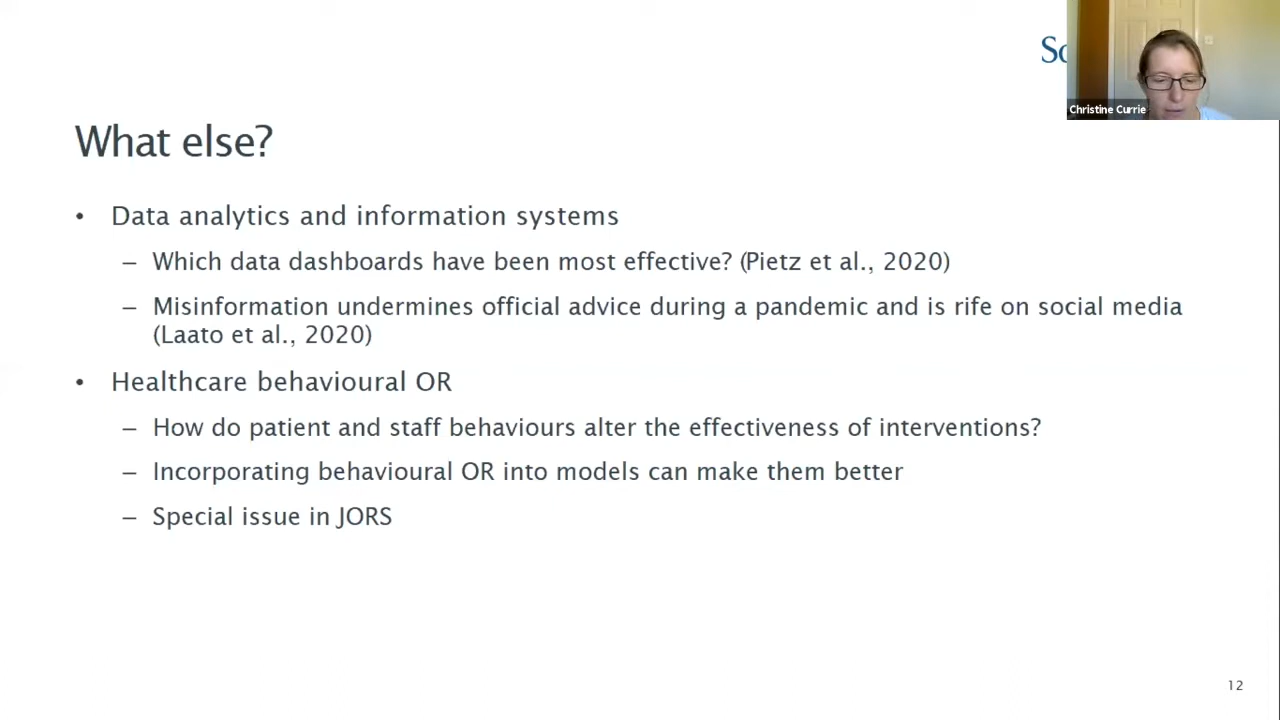 Christine Currie
What else?
• Data analytics and information systems
– Which data dashboards have been most effective? (Pietz et al., 2020)
– Misinformation undermines official advice during a pandemic and is rife on social media
(Laato et al., 2020)
• Healthcare behavioural OR
– How do patient and staff behaviours alter the effectiveness of interventions?
– Incorporating behavioural OR into models can make them better
– Special issue in JORS
12